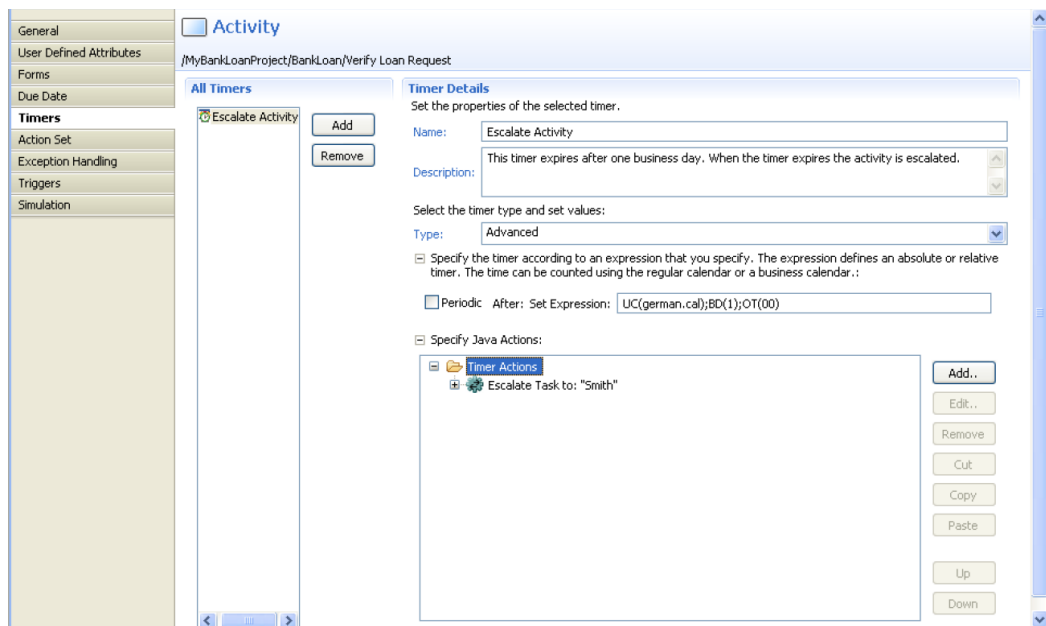 General
User Defined Attributes
Forms
Due Date
Timers
Action Set
Exception Handling
Triggers
Simulation
Activity
/MyBankLoanProject/BankLoan/Verify Loan Request
All Timers
Escalate Activity
Add
Remove
Timer Details
Set the properties of the selected timer.
Name: Escalate Activity
Description: This timer expires after one business day. When the timer expires the activity is escalated.
Select the timer type and set values:
Type: Advanced
Specify the timer according to an expression that you specify. The expression defines an absolute or relative
timer. The time can be counted using the regular calendar or a business calendar.:
Periodic After: Set Expression: UC(german.cal);BD(1);OT(00)
Specify Java Actions:
Timer Actions
Escalate Task to: "Smith"
Add..
Edit..
Remove
Cut
Copy
Paste
Up
Down